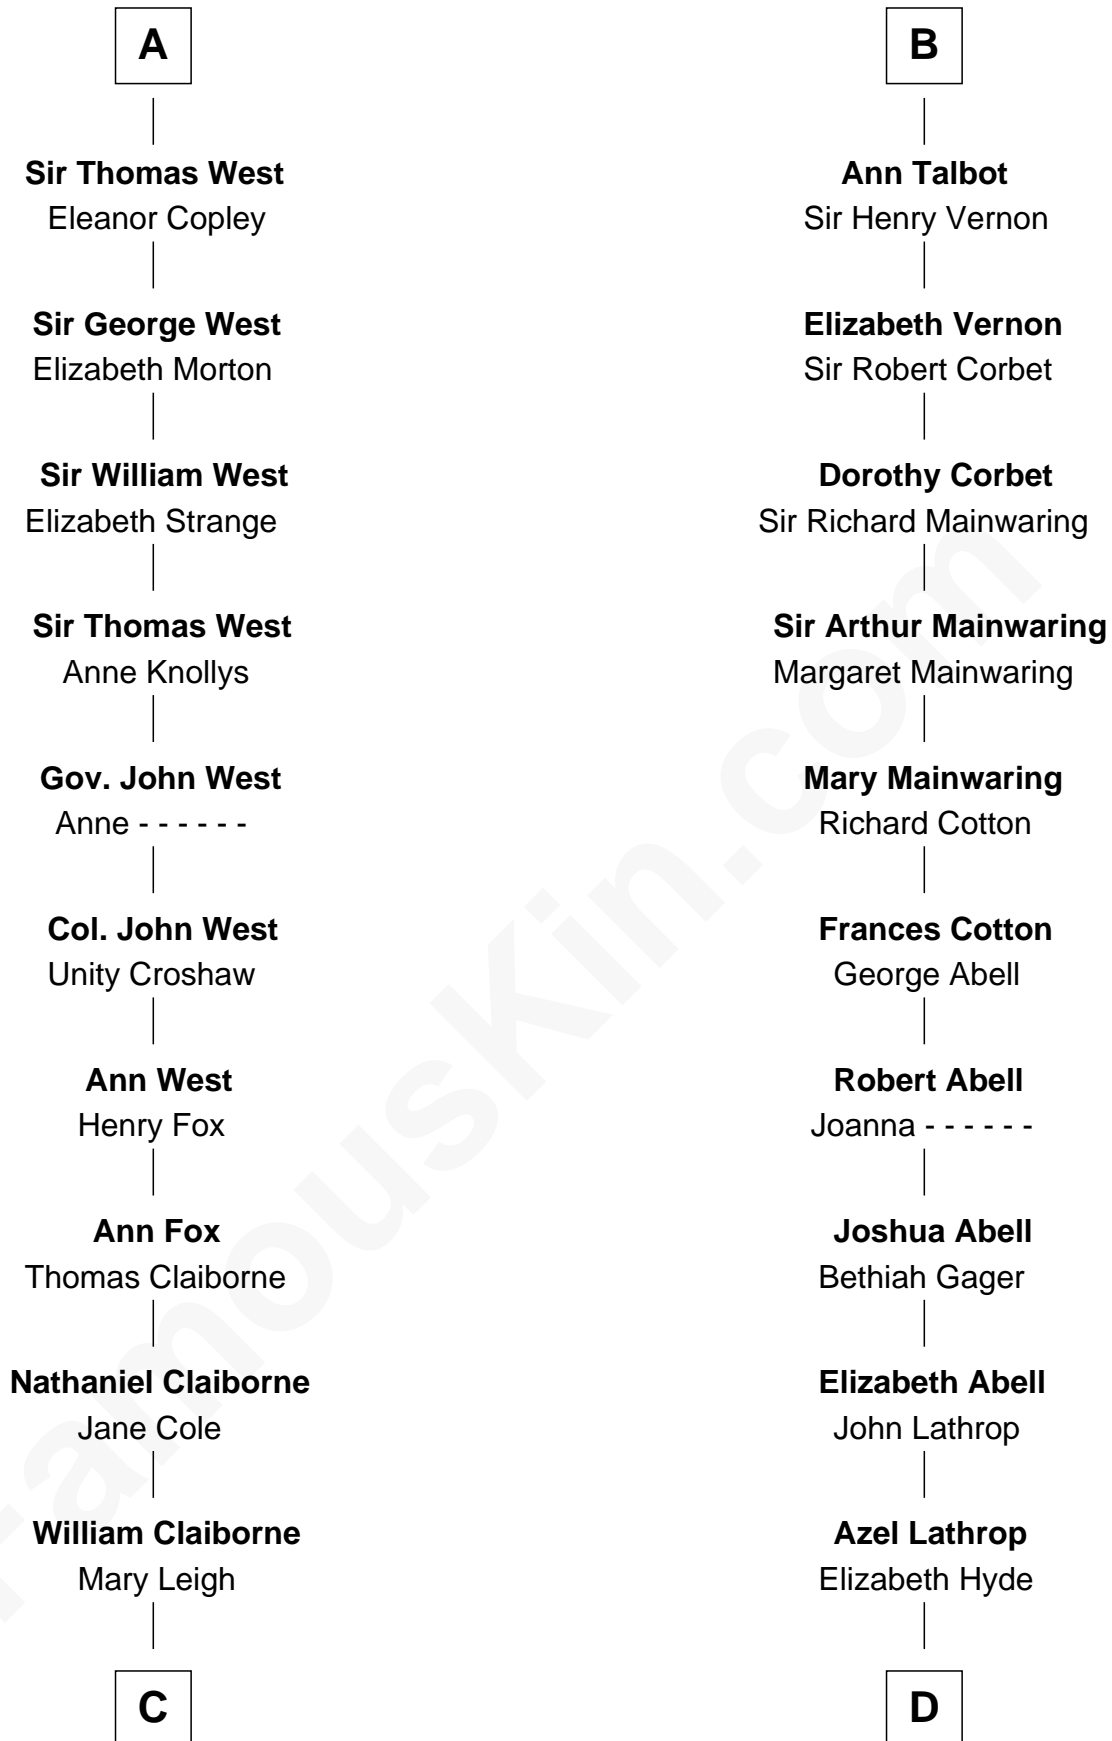 A
Sir Thomas West
Eleanor Copley
Sir George West
Elizabeth Morton
Sir William West
Elizabeth Strange
Sir Thomas West
Anne Knollys
Gov. John West
Anne - - - - - -
Col. John West
Unity Croshaw
Ann West
Henry Fox
Ann Fox
Thomas Claiborne
Nathaniel Claiborne
Jane Cole
William Claiborne
Mary Leigh
C
B
Ann Talbot
Sir Henry Vernon
Elizabeth Vernon
Sir Robert Corbet
Dorothy Corbet
Sir Richard Mainwaring
Sir Arthur Mainwaring
Margaret Mainwaring
Mary Mainwaring
Richard Cotton
Frances Cotton
George Abell
Robert Abell
Joanna - - - - - -
Joshua Abell
Bethiah Gager
Elizabeth Abell
John Lathrop
Azel Lathrop
Elizabeth Hyde
D
FamousKin.com